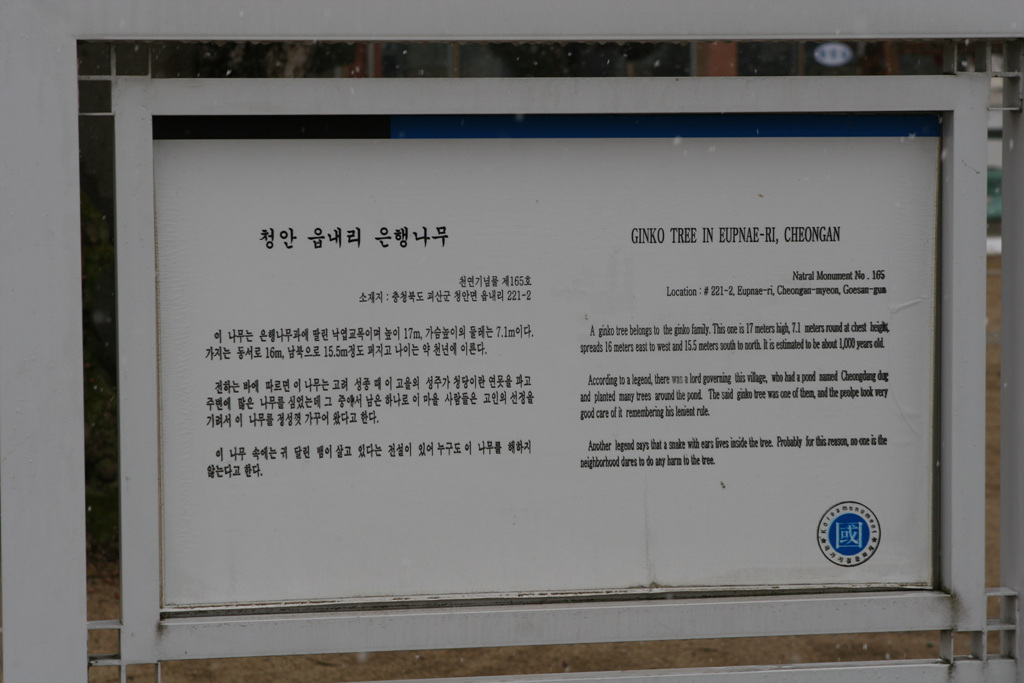 청안 읍내리 은행나무
천연기념물 제165호
소재지 : 충청북도 괴산군 청안면 읍내리 221-2
이 나무는 은행나무과에 딸린 낙엽교목이며 높이 17m, 가슴높이의 둘레는 7.1m이다.
가지는 동서로 16m, 남북으로 15.5m정도 퍼지고 나이는 약 천년에 이른다.
전하는 바에 따르면 이 나무는 고려 성종 때 이 고을의 성주가 청당이란 연못을 파고
주변에 많은 나무를 심었는데 그 중에서 남은 하나로 이 마을 사람들은 고인의 선정을
기려서 이 나무를 정성껏 가꾸어 왔다고 한다.
이 나무 속에는 귀 달린 뱀이 살고 있다는 전설이 있어 누구도 이 나무를 해하지
않는다고 한다.
GINKO TREE IN EUPNAE-RI, CHEONGAN
Natral Monument No . 165
Location : # 221-2, Eupnae-ri, Cheongan-myeon, Goesan-gun
A ginko tree belongs to the ginko family. This one is 17 meters high, 7.1 meters round at chest height,
spreads 16 meters east to west and 15.5 meters south to north. It is estimated to be about 1,000 years old.
According to a legend, there was a lord governing this village, who had a pond named Cheongdang dug
and planted many trees around the pond. The said ginko tree was one of them, and the peolpe took very
good care of it remembering his lenient rule.
Another legend says that a snake with ears lives inside the tree. Probably for this reason, no-one is the
neighborhood dares to do any harm to the tree.
Korea monument
國
국가지정문화재